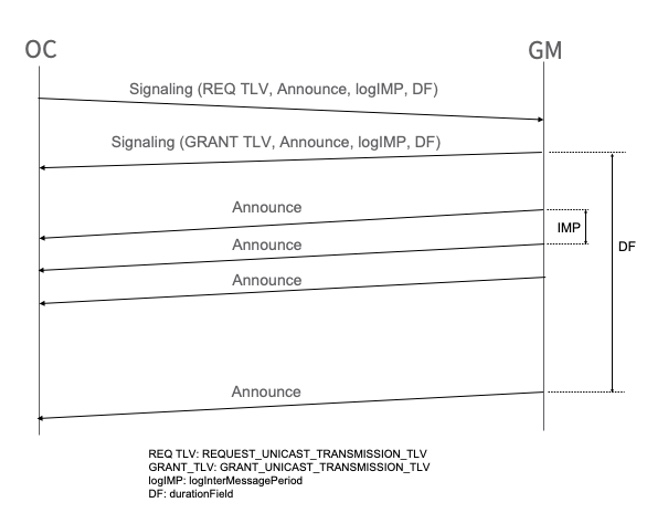 OC GM
Signaling (REQ TLV, Announce, logIMP, DF)
Signaling (GRANT TLV, Announce, logIMP, DF)
Announce
IMP
Announce
DF
Announce
Announce
REQ TLV: REQUEST_UNICAST_TRANSMISSION_TLV
GRANT_TLV: GRANT_UNICAST_TRANSMISSION_TLV
logIMP: logInterMessagePeriod
DF: durationField